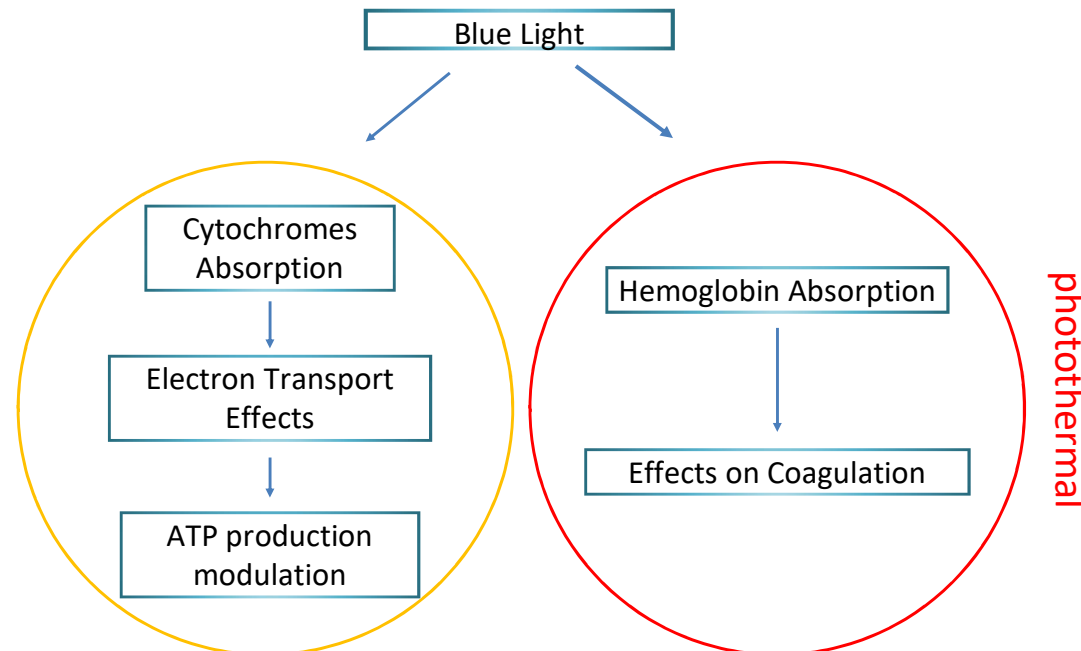 Blue Light
Cytochromes
Absorption
Electron Transport
Effects
ATP production
modulation
Hemoglobin Absorption
Effects on Coagulation
photothermal